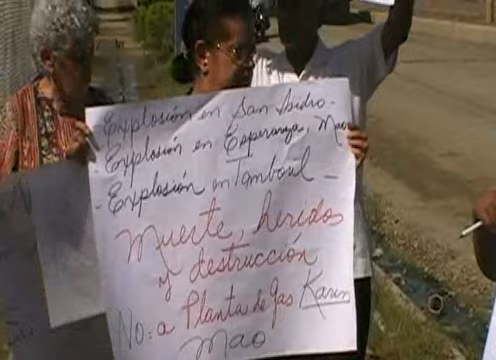 Explosión en San Isidro-
- Explosión en Esperanza, Mao
- Explosión en Tamboul -
Muerte, heridos
y destrucción
No: a Planta de gas Karen
Mao